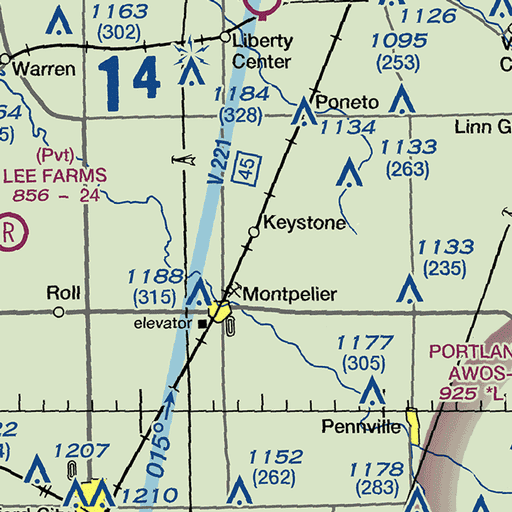 1163
(302)
1126
Liberty
Center
1095
(253)
Warren
14
1184
(328)
Poneto
1134
Linn G
(Pvt)
LEE FARMS
856 - 24
V 221
45
1133
(263)
R
Keystone
1133
(235)
1188
(315)
Montpelier
Roll
elevator
1177
(305)
PORTLAN
AWOS-
925 *L
015°
Pennville
1207
1152
(262)
1178
(283)
1210